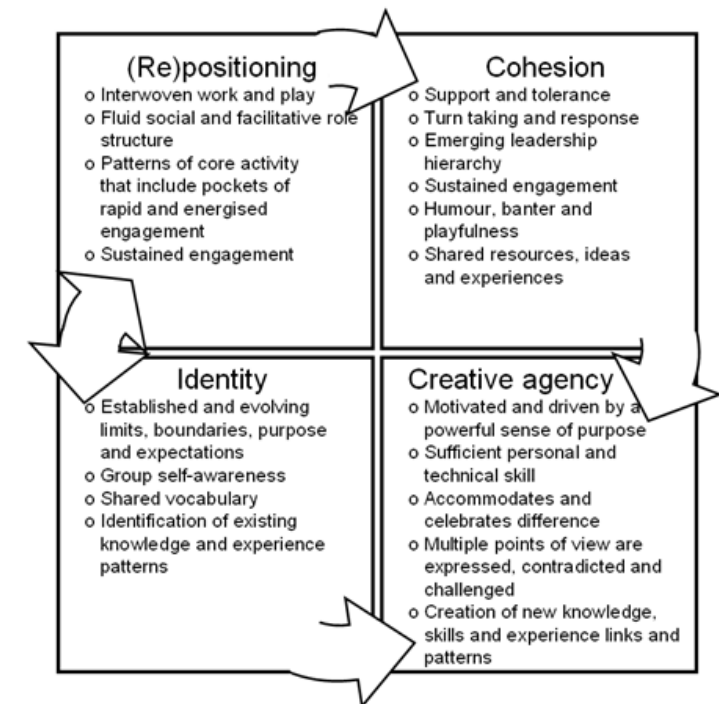 (Re)positioning
o Interwoven work and play
o Fluid social and facilitative role
structure
o Patterns of core activity
that include pockets of
rapid and energised
engagement
o Sustained engagement
Cohesion
o Support and tolerance
o Turn taking and response
o Emerging leadership
hierarchy
o Sustained engagement
o Humour, banter and
playfulness
o Shared resources, ideas
and experiences
Identity
o Established and evolving
limits, boundaries, purpose
and expectations
o Group self-awareness
o Shared vocabulary
o Identification of existing
knowledge and experience
patterns
Creative agency
o Motivated and driven by a
powerful sense of purpose
o Sufficient personal and
technical skill
o Accommodates and
celebrates difference
o Multiple points of view are
expressed, contradicted and
challenged
o Creation of new knowledge,
skills and experience links and
patterns